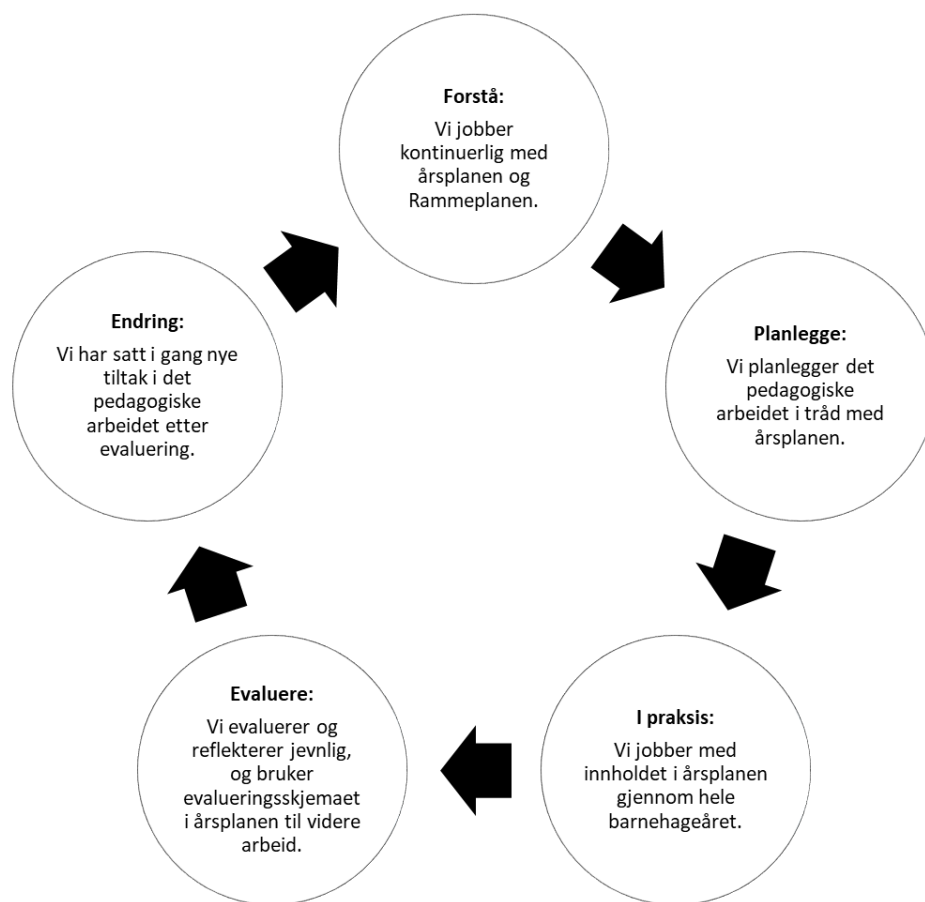 Forstå:
Vi jobber
kontinuerlig med
årsplanen og
Rammeplanen.
Planlegge:
Vi planlegger det
pedagogiske
arbeidet i tråd med
årsplanen.
I praksis:
Vi jobber med
innholdet i årsplanen
gjennom hele
barnehageåret.
Evaluere:
Vi evaluerer og
reflekterer jevnlig,
og bruker
evalueringsskjemaet
i årsplanen til videre
arbeid.
Endring:
Vi har satt i gang nye
tiltak i det
pedagogiske
arbeidet etter
evaluering.